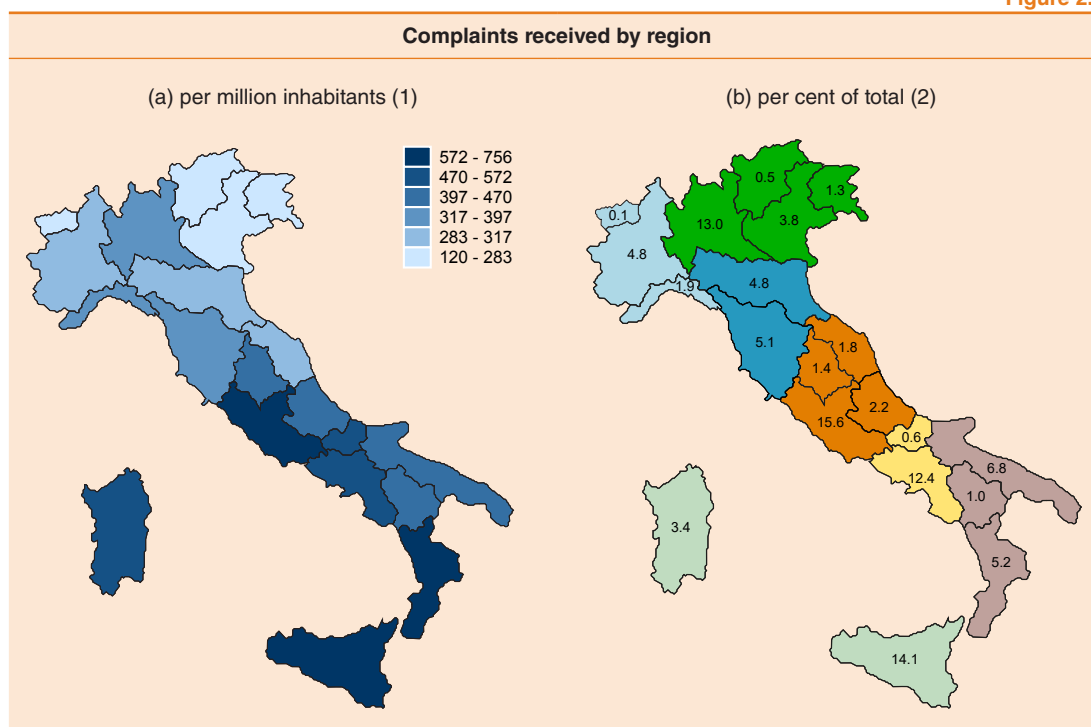 Figure 2.
Complaints received by region
(a) per million inhabitants (1)
(b) per cent of total (2)
572 - 756
470 - 572
397 - 470
317 - 397
283 - 317
120 - 283
0.5
1.3
0.1
13.0
3.8
4.8
1.9
4.8
5.1
1.8
1.4
2.2
15.6
0.6
12.4
6.8
1.0
3.4
5.2
14.1